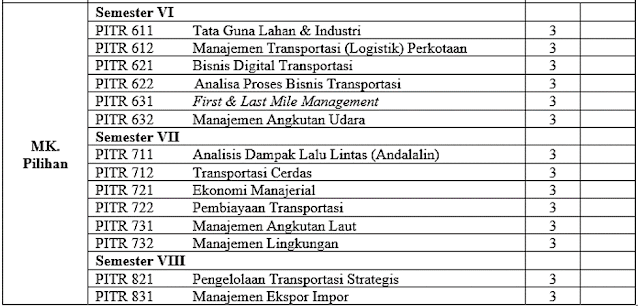 Semester VI
PITR 611 Tata Guna Lahan & Industri 3
PITR 612 Manajemen Transportasi (Logistik) Perkotaan 3
PITR 621 Bisnis Digital Transportasi 3
PITR 622 Analisa Proses Bisnis Transportasi 3
PITR 631 First & Last Mile Management 3
PITR 632 Manajemen Angkutan Udara 3
Semester VII
MK.
Pilihan
PITR 711 Analisis Dampak Lalu Lintas (Andalalin) 3
PITR 712 Transportasi Cerdas 3
PITR 721 Ekonomi Manajerial 3
PITR 722 Pembiayaan Transportasi 3
PITR 731 Manajemen Angkutan Laut 3
PITR 732 Manajemen Lingkungan 3
Semester VIII
PITR 821 Pengelolaan Transportasi Strategis 3
PITR 831 Manajemen Ekspor Impor 3